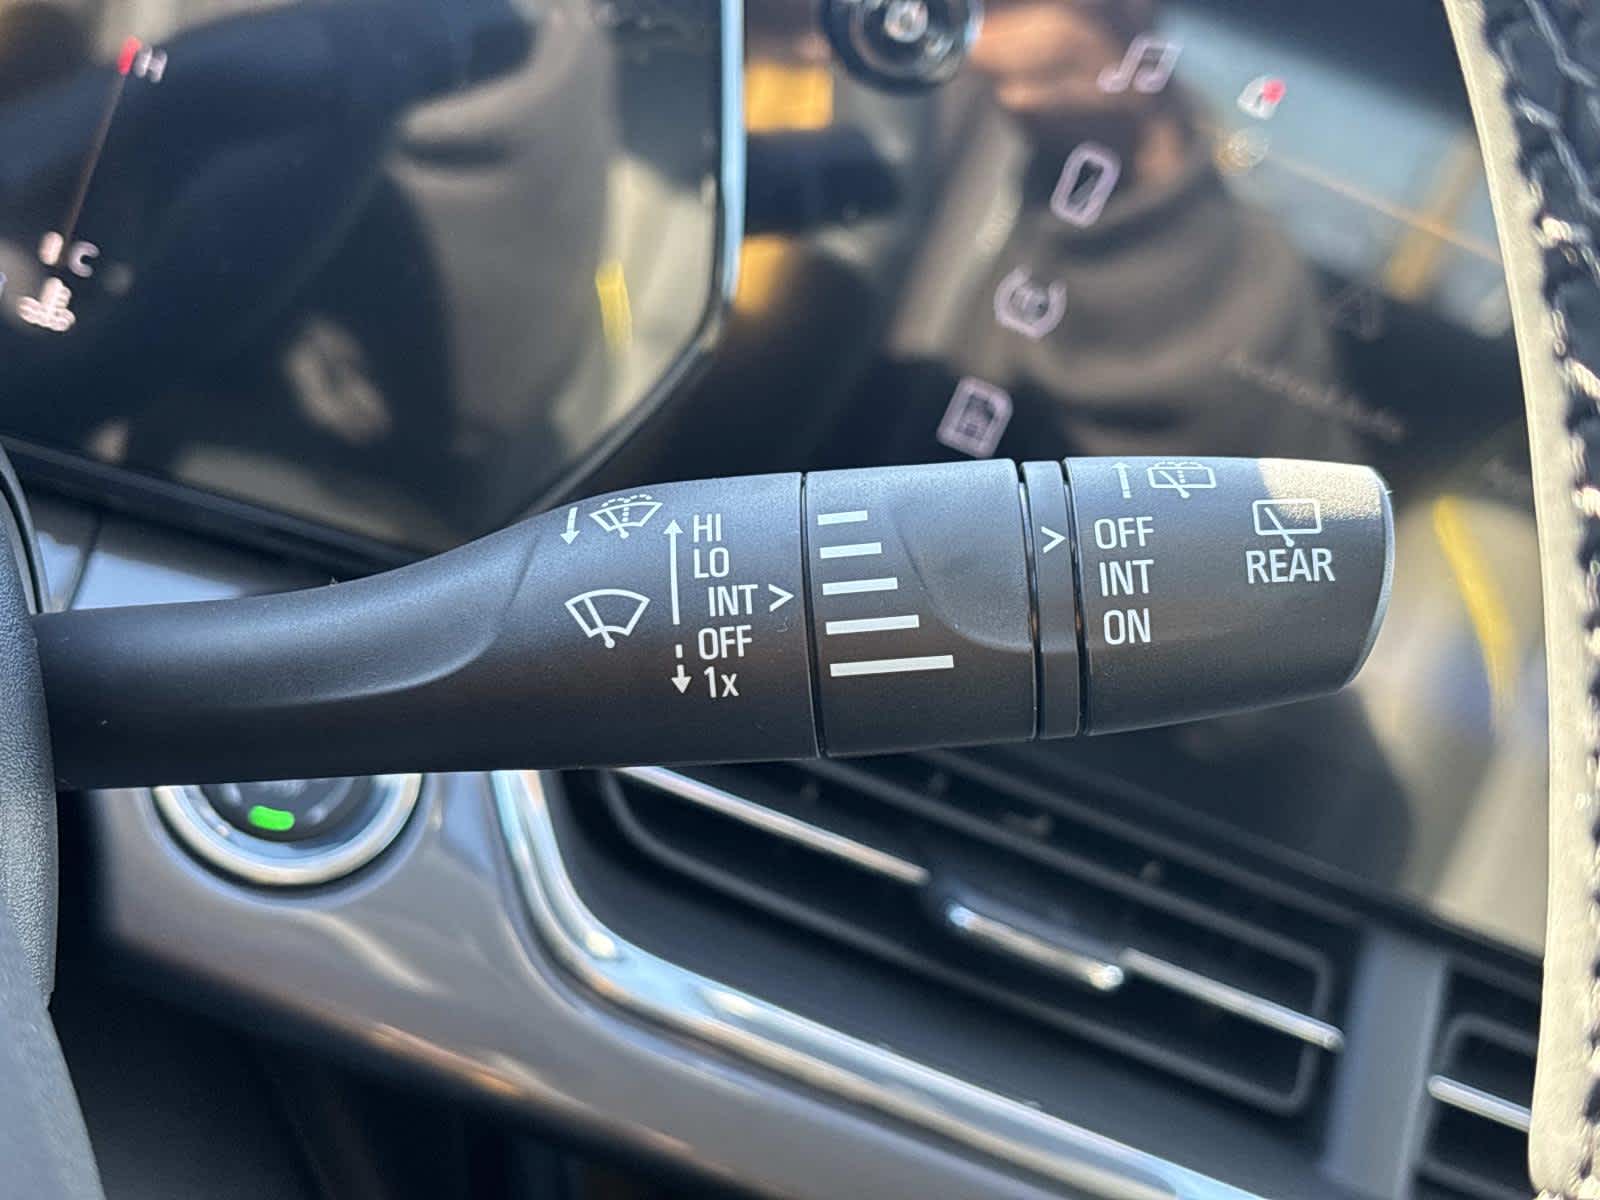 H
C
HI
LO
INT >
OFF
1x
>
OFF
INT
ON
REAR